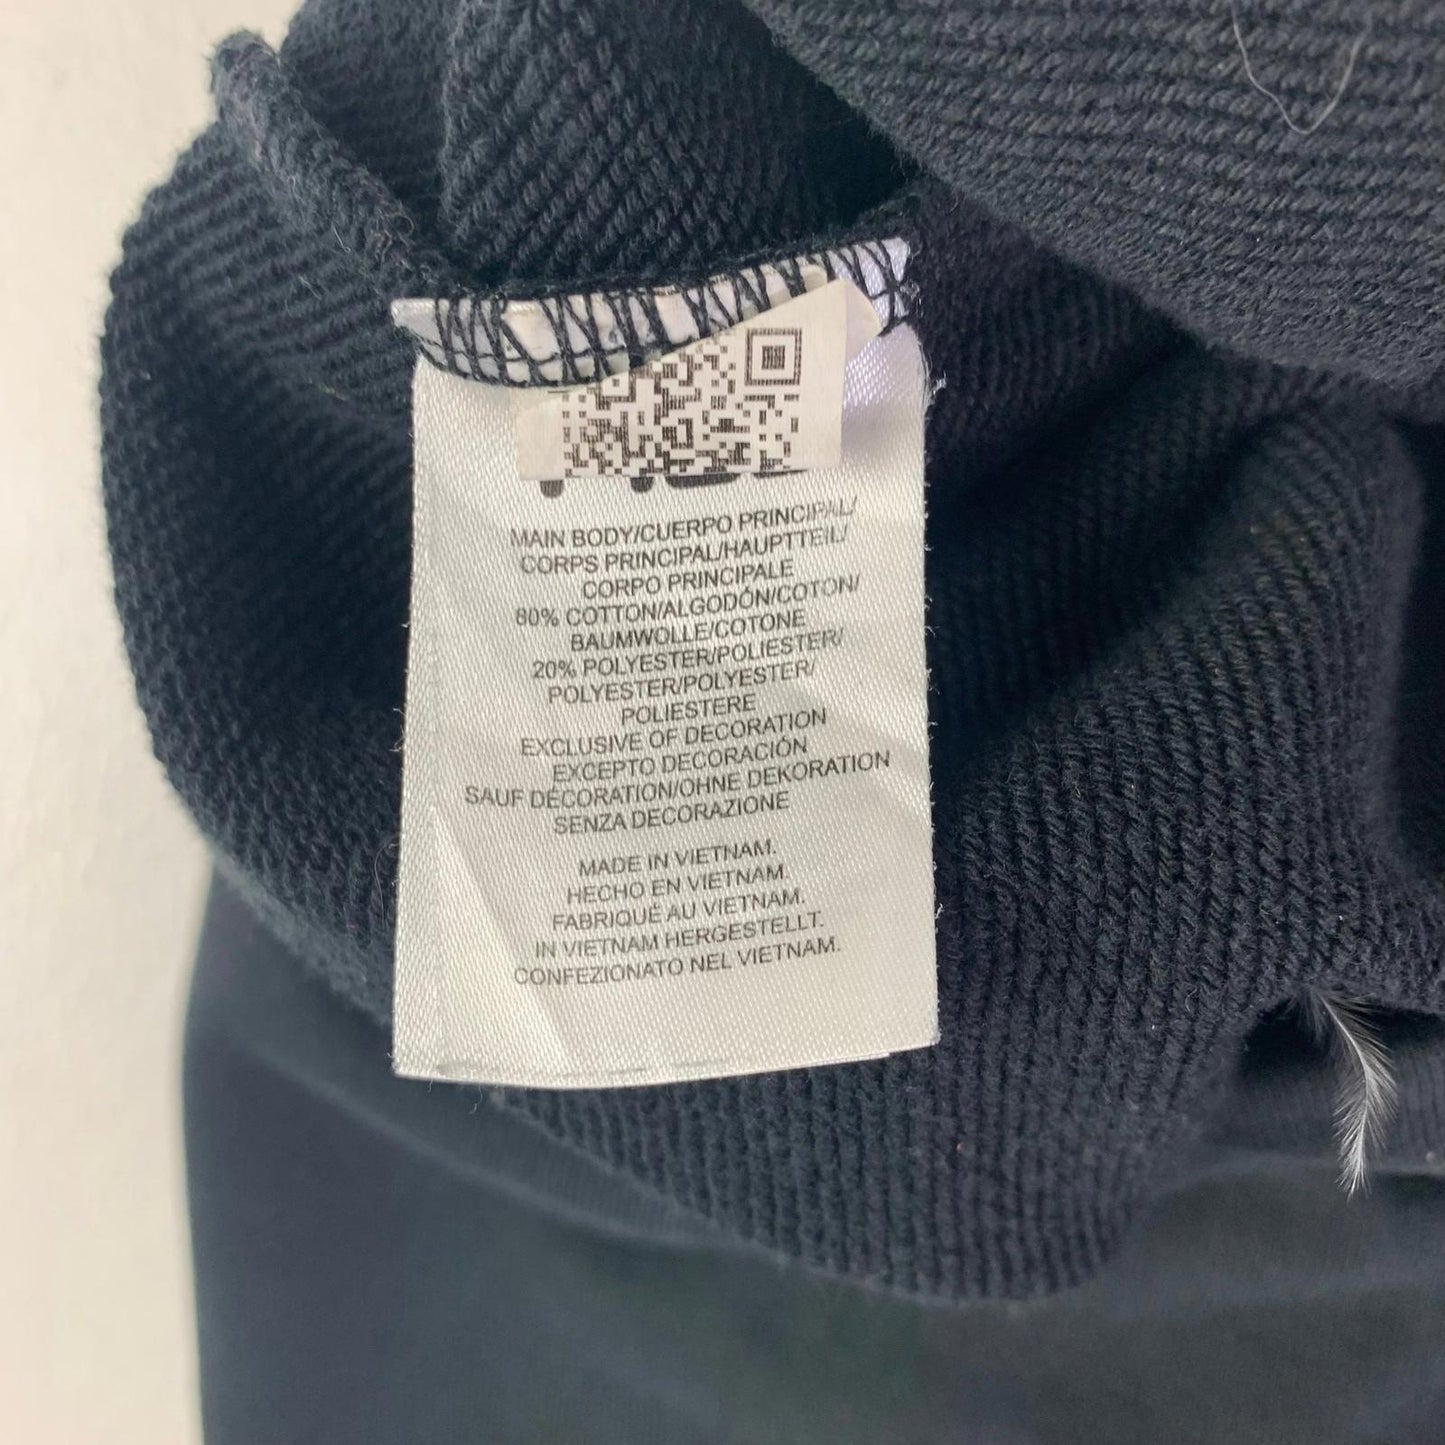 MAIN BODY/CUERPO PRINCIPAL/
CORPS PRINCIPAL/HAUPTTEIL/
CORPO PRINCIPALE
80% COTTON/ALGODÓN/COTON/
BAUMWOLLE/COTONE
20% POLYESTER/POLIESTER/
POLYESTER/POLYESTER/
POLIESTERE
EXCLUSIVE OF DECORATION
EXCEPTO DECORACIÓN
SAUF DÉCORATION/OHNE DEKORATION
SENZA DECORAZIONE
MADE IN VIETNAM.
HECHO EN VIETNAM.
FABRIQUÉ AU VIETNAM.
IN VIETNAM HERGESTELLT.
CONFEZIONATO NEL VIETNAM.